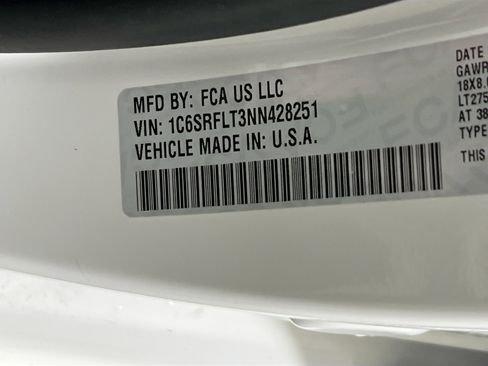 MFD BY: FCA US LLC
VIN: 1C6SRFLT3NN428251
VEHICLE MADE IN: U.S.A.
DATE
GAWR
18X8.
LT275
AT 38
TYPE
THIS